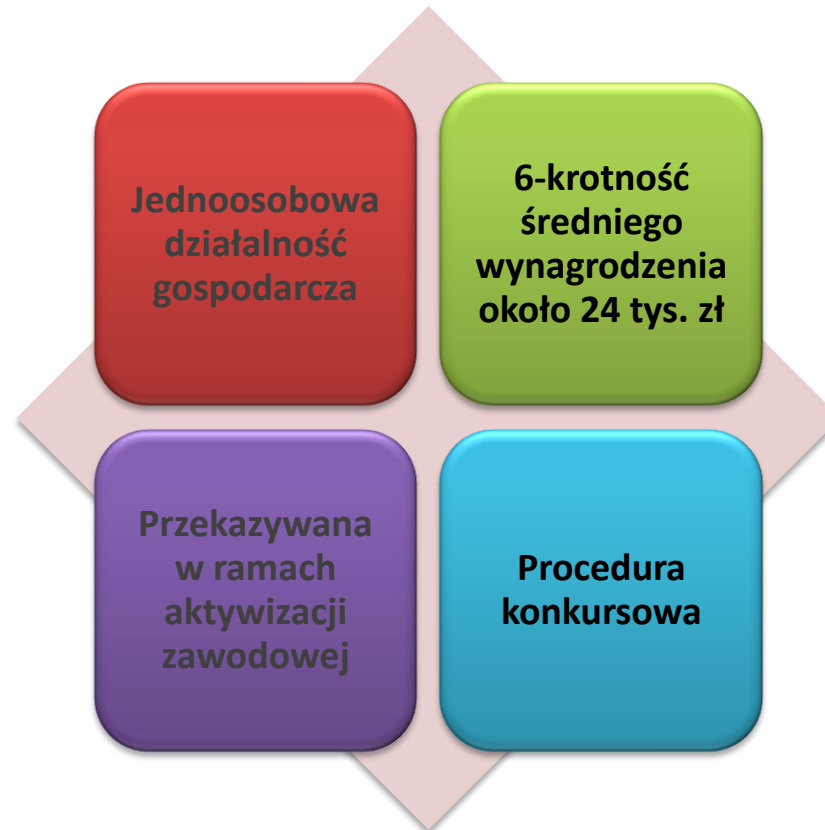 Jednoosobowa
działalność
gospodarcza
6-krotność
średniego
wynagrodzenia
około 24 tys. zł
Przekazywana
w ramach
aktywizacji
zawodowej
Procedura
konkursowa